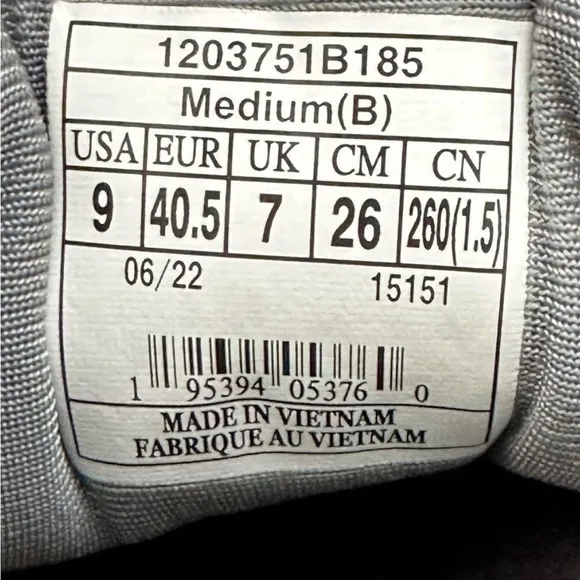 1203751B185
Medium(B)
USA EUR UK CM CN
9 40.5 7 26 260(1.5)
06/22 15151
1 95394 05376 0
MADE IN VIETNAM
FABRIQUE AU VIETNAM